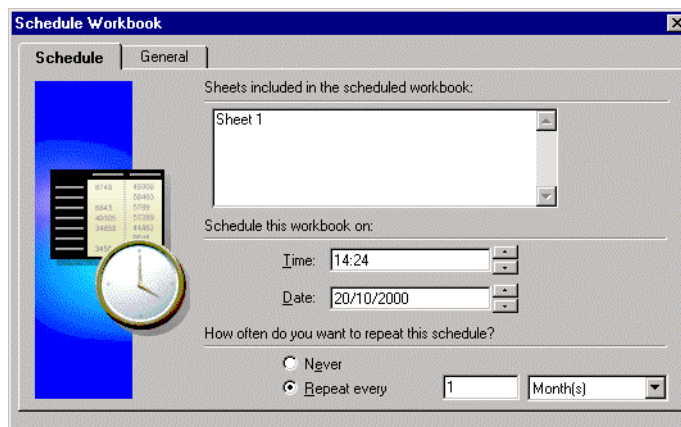 Schedule Workbook
Schedule General
Sheets included in the scheduled workbook:
Sheet 1
Schedule this workbook on:
Time: 14:24
Date: 20/10/2000
How often do you want to repeat this schedule?
Never
Repeat every 1 Month(s)